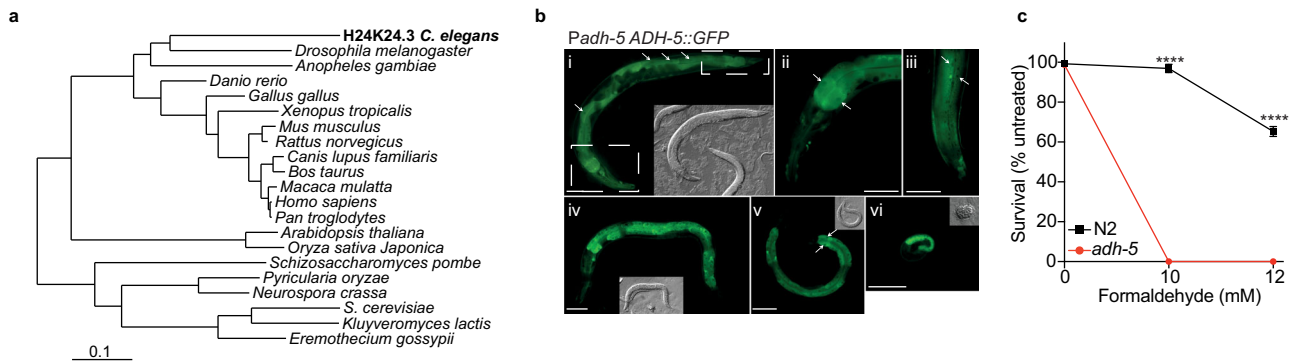 a
H24K24.3 C. elegans
Drosophila melanogaster
Anopheles gambiae
Danio rerio
Gallus gallus
Xenopus tropicalis
Mus musculus
Rattus norvegicus
Canis lupus familiaris
Bos taurus
Macaca mulatta
Homo sapiens
Pan troglodytes
Arabidopsis thaliana
Oryza sativa Japonica
Schizosaccharomyces pombe
Pyricularia oryzae
Neurospora crassa
S. cerevisiae
Kluyveromyces lactis
Eremothecium gossypii
0.1
b
Padh-5 ADH-5::GFP
i
ii
iii
iv
v
vi
c
Survival (% untreated)
100
80
60
40
20
0
****
****
N2
adh-5
0
10
12
Formaldehyde (mM)